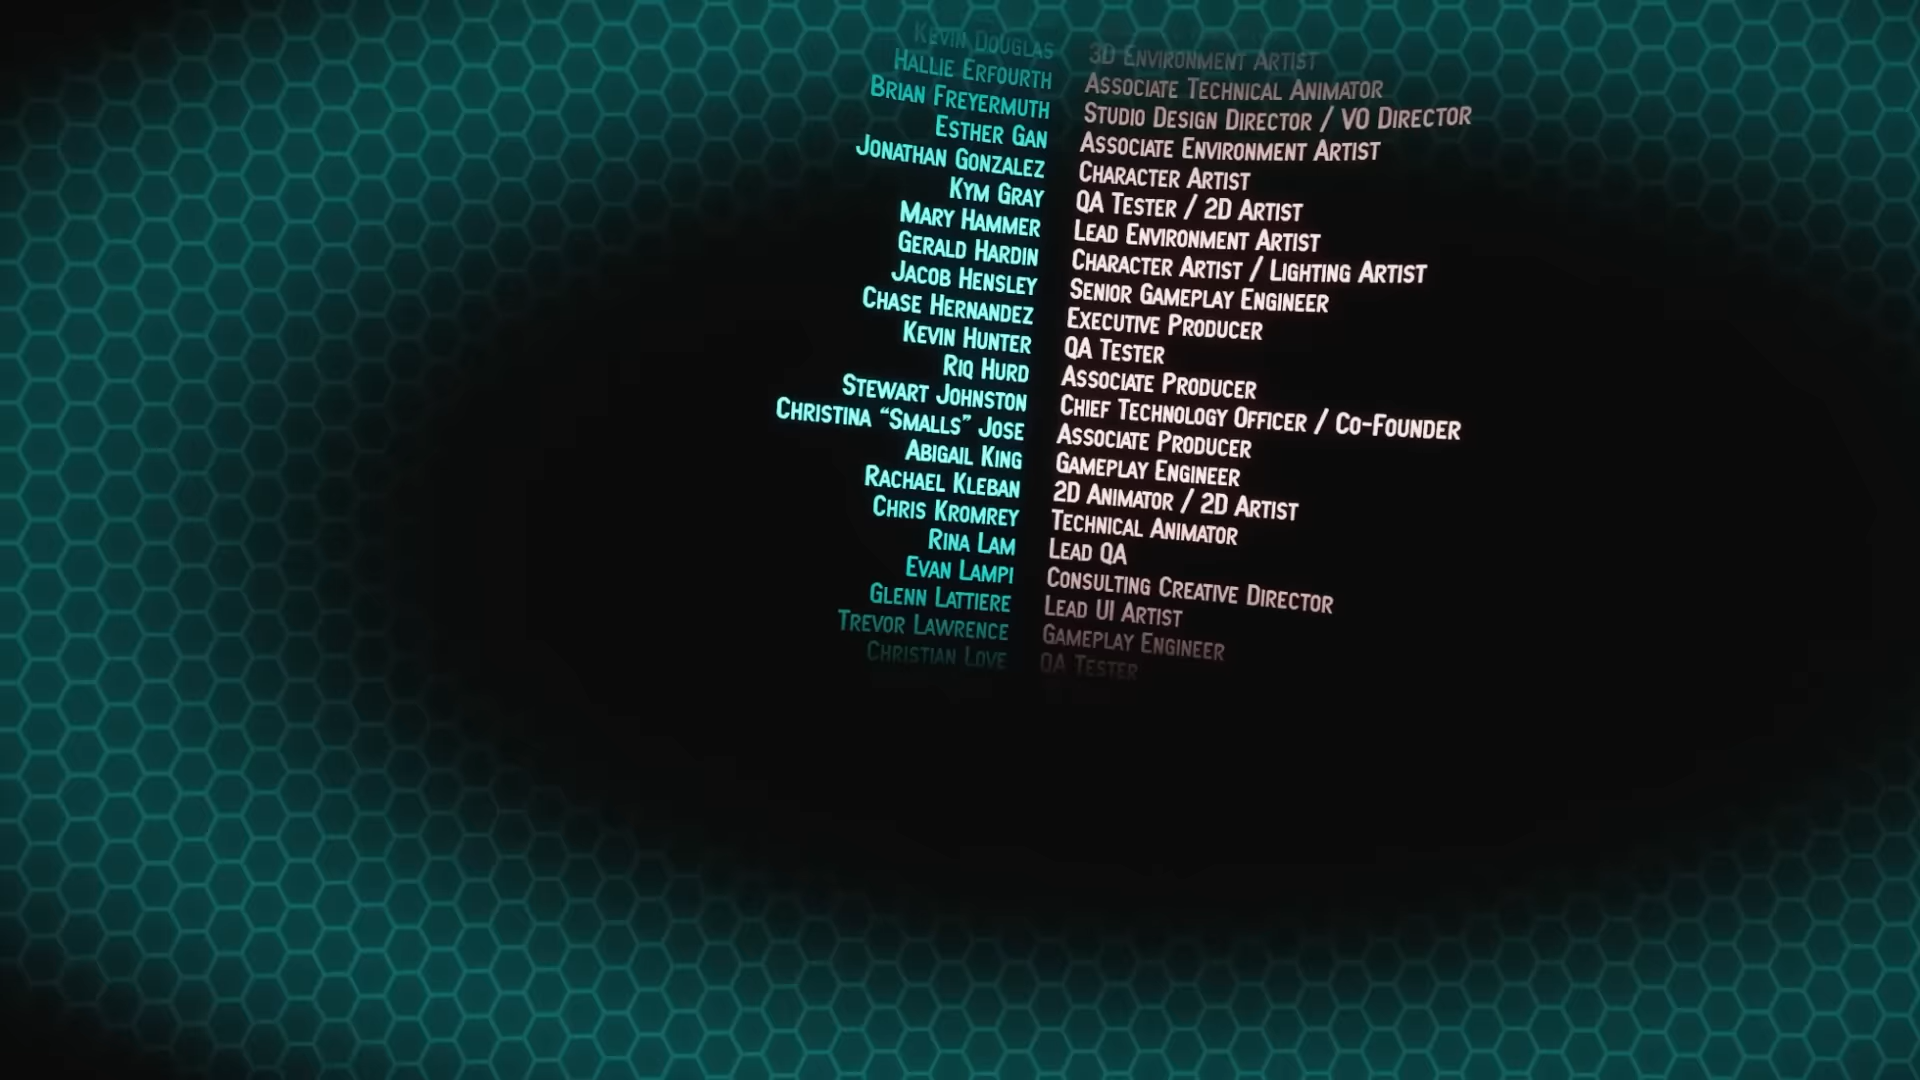 Kevin Douglas 3D Environment Artist
Hallie Erfourth Associate Technical Animator
Brian Freyermuth Studio Design Director / VO Director
Esther Gan Associate Environment Artist
Jonathan Gonzalez Character Artist
Kym Gray QA Tester / 2D Artist
Mary Hammer Lead Environment Artist
Gerald Hardin Character Artist / Lighting Artist
Jacob Hensley Senior Gameplay Engineer
Chase Hernandez Executive Producer
Kevin Hunter QA Tester
Riq Hurd Associate Producer
Stewart Johnston Chief Technology Officer / Co-Founder
Christina “Smalls” Jose Associate Producer
Abigail King Gameplay Engineer
Rachael Kleban 2D Animator / 2D Artist
Chris Kromrey Technical Animator
Rina Lam Lead QA
Evan Lampi Consulting Creative Director
Glenn Lattiere Lead UI Artist
Trevor Lawrence Gameplay Engineer
Christian Love QA Tester